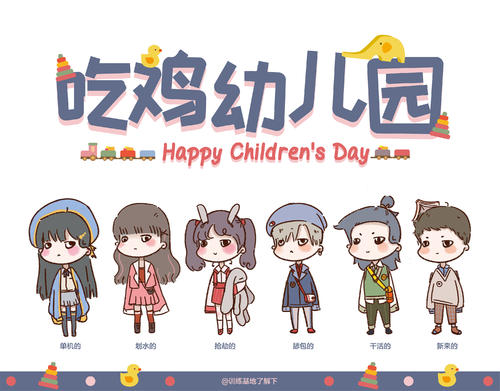 吃鸡幼儿园
Happy Children's Day
单机的
划水的
抢劫的
舔包的
干活的
新来的
@训练基地了解下